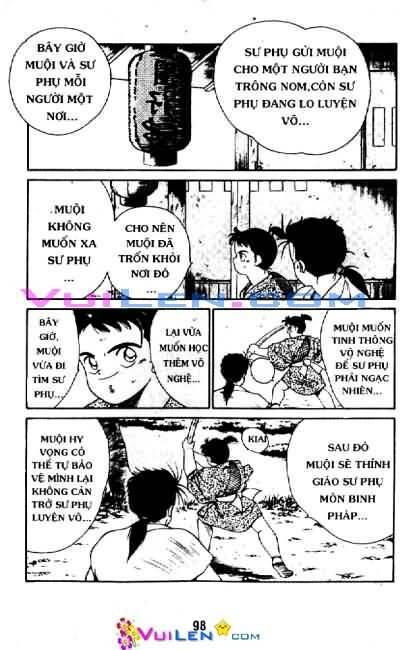 SƯ PHỤ GỬI MUỘI
CHO MỘT NGƯỜI BẠN
TRÔNG NOM,CÒN SƯ
PHỤ ĐANG LO LUYỆN
VÕ...
BÂY GIỜ
MUỘI VÀ SƯ
PHỤ MỖI
NGƯỜI MỘT
NƠI...
CHO NÊN
MUỘI ĐÃ
TRỐN KHỎI
NƠI ĐÓ
...
MUỘI
KHÔNG
MUỐN XA
SƯ PHỤ
...
VUILEN.COM
MUỘI MUỐN
TINH THÔNG
VÕ NGHỆ
ĐỂ SƯ PHỤ
PHẢI NGẠC
NHIÊN...
LẠI VỪA
MUỐN HỌC
THÊM VÕ
NGHỆ...
BÂY
GIỜ,
MUỘI
VỪA ĐI
TÌM SƯ
PHỤ...
SAU ĐÓ
MUỘI SẼ THỈNH
GIÁO SƯ PHỤ
MÔN BINH
PHÁP...
KIAI
MUỘI HY
VỌNG CÓ
THỂ TỰ BẢO
VỆ MÌNH LẠI
KHÔNG CẢN
TRỞ SƯ PHỤ
LUYỆN VÕ...
98
VUILEN.COM